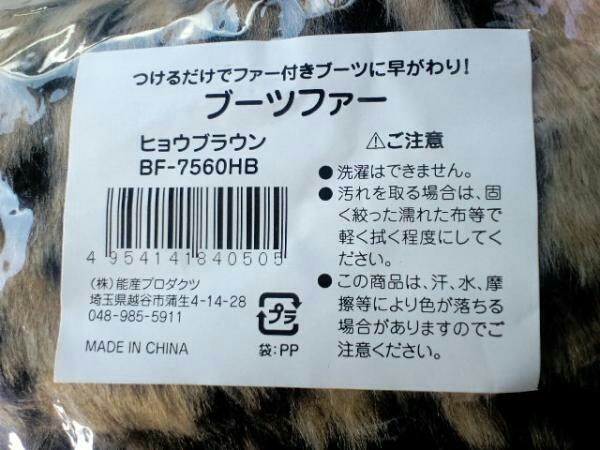 つけるだけでファー付きブーツに早がわり!
ブーツファー
ヒョウブラウン
BF-7560HB
4954141840505
(株)能産プロダクツ
埼玉県越谷市蒲生4-14-28
048-985-5911
MADE IN CHINA
プラ
袋:PP
⚠ご注意
●洗濯はできません。
●汚れを取る場合は、固
く絞った濡れた布等で
軽く拭く程度にしてく
ださい。
●この商品は、汗、水、摩
擦等により色が落ちる
場合がありますのでご
注意ください。